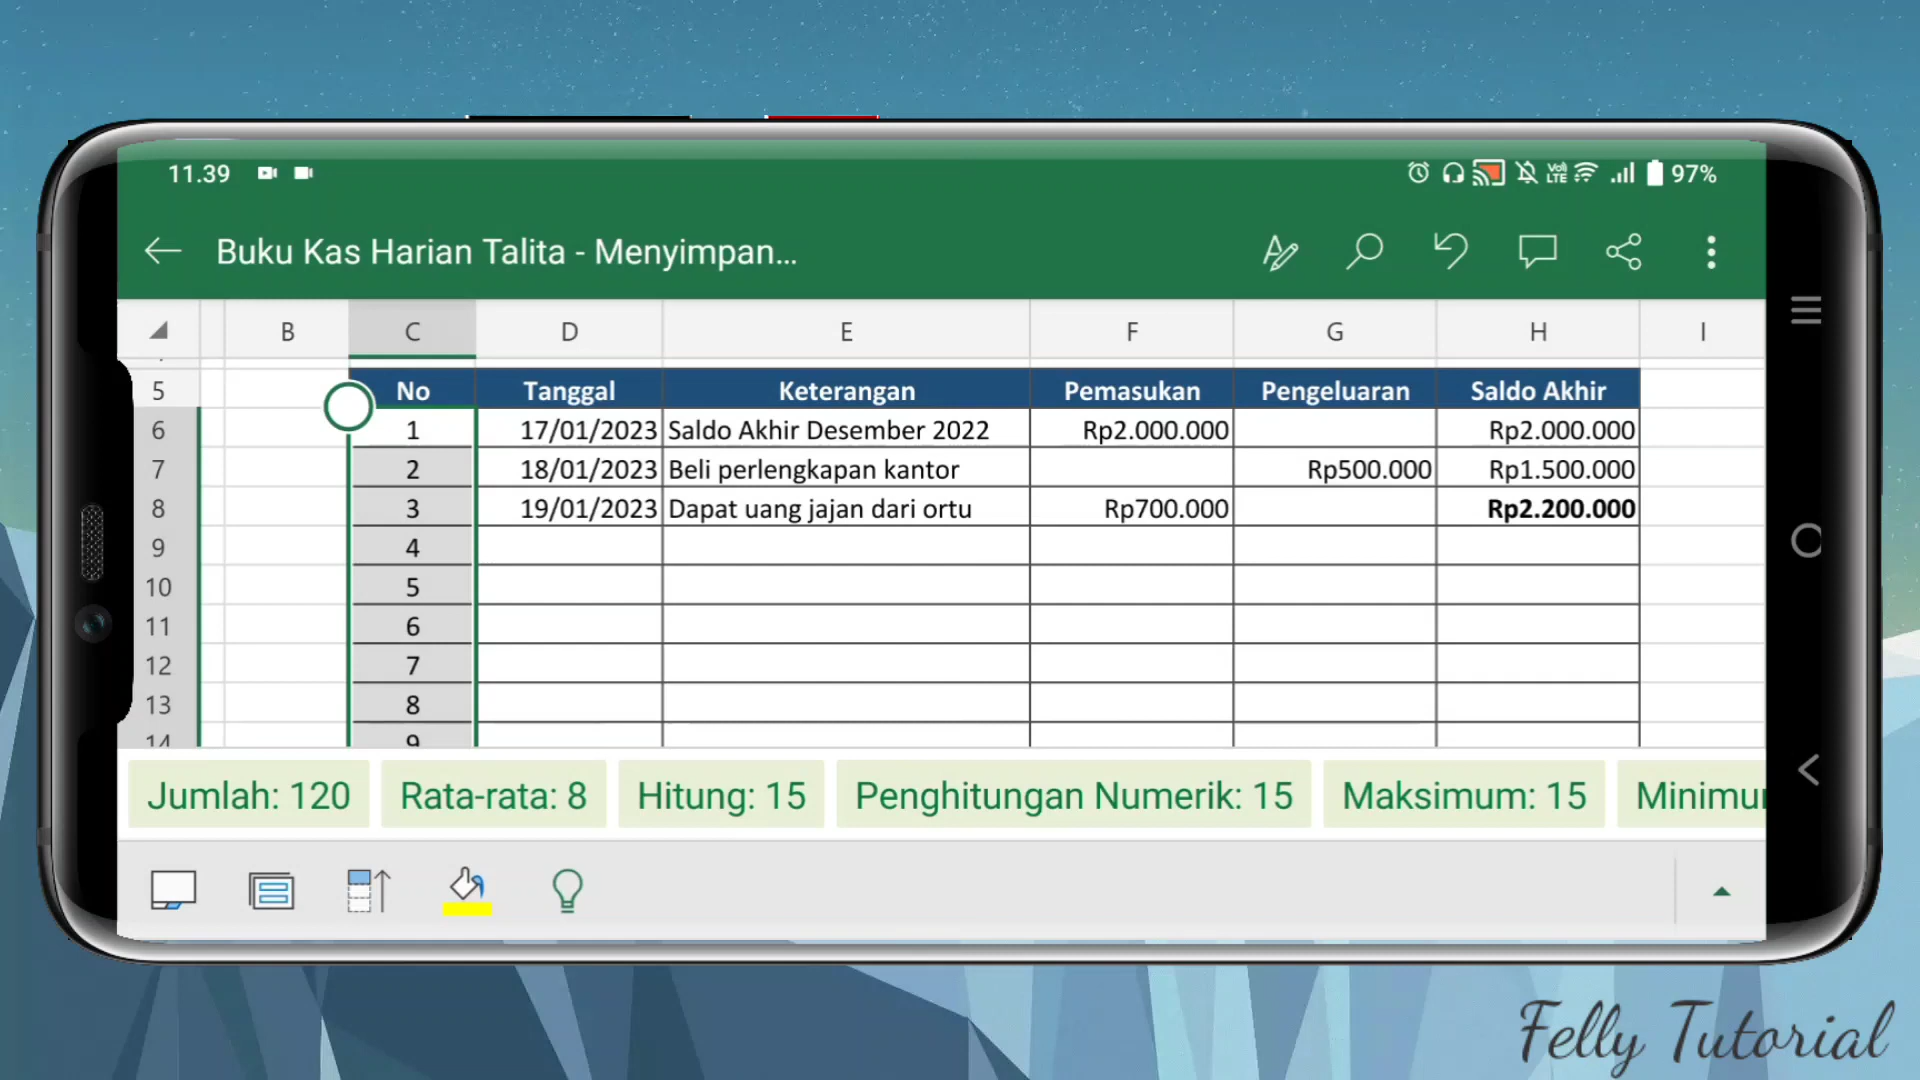 11.39 97%
Buku Kas Harian Talita - Menyimpan...
B C D E F G H I
5 No Tanggal Keterangan Pemasukan Pengeluaran Saldo Akhir
6 1 17/01/2023 Saldo Akhir Desember 2022 Rp2.000.000 Rp2.000.000
7 2 18/01/2023 Beli perlengkapan kantor Rp500.000 Rp1.500.000
8 3 19/01/2023 Dapat uang jajan dari ortu Rp700.000 Rp2.200.000
9 4
10 5
11 6
12 7
13 8
14 9
Jumlah: 120 Rata-rata: 8 Hitung: 15 Penghitungan Numerik: 15 Maksimum: 15
Felly Tutorial